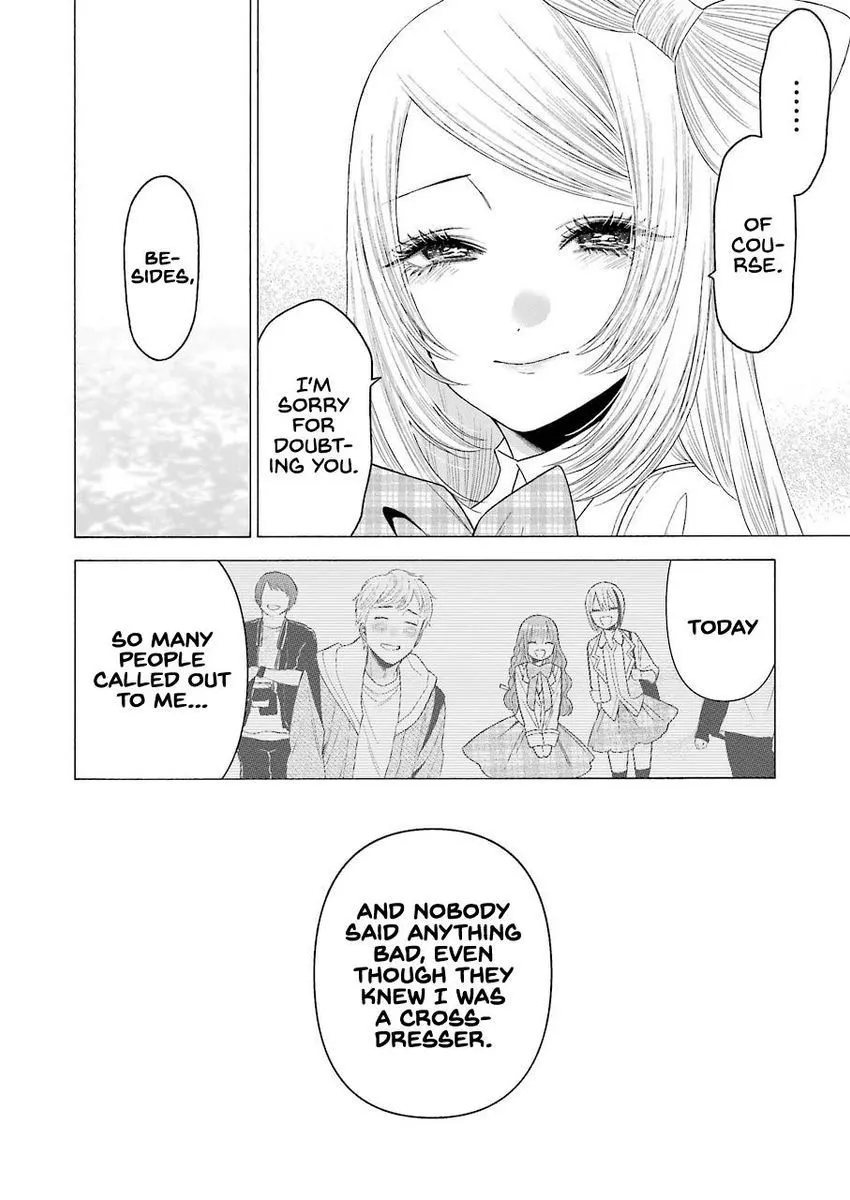 .......
OF
COU-
RSE.
I'M
SORRY
FOR
DOUBT-
ING YOU.
BE-
SIDES,
TODAY
SO MANY
PEOPLE
CALLED OUT
TO ME...
AND NOBODY
SAID ANYTHING
BAD, EVEN
THOUGH THEY
KNEW I WAS
A CROSS-
DRESSER.